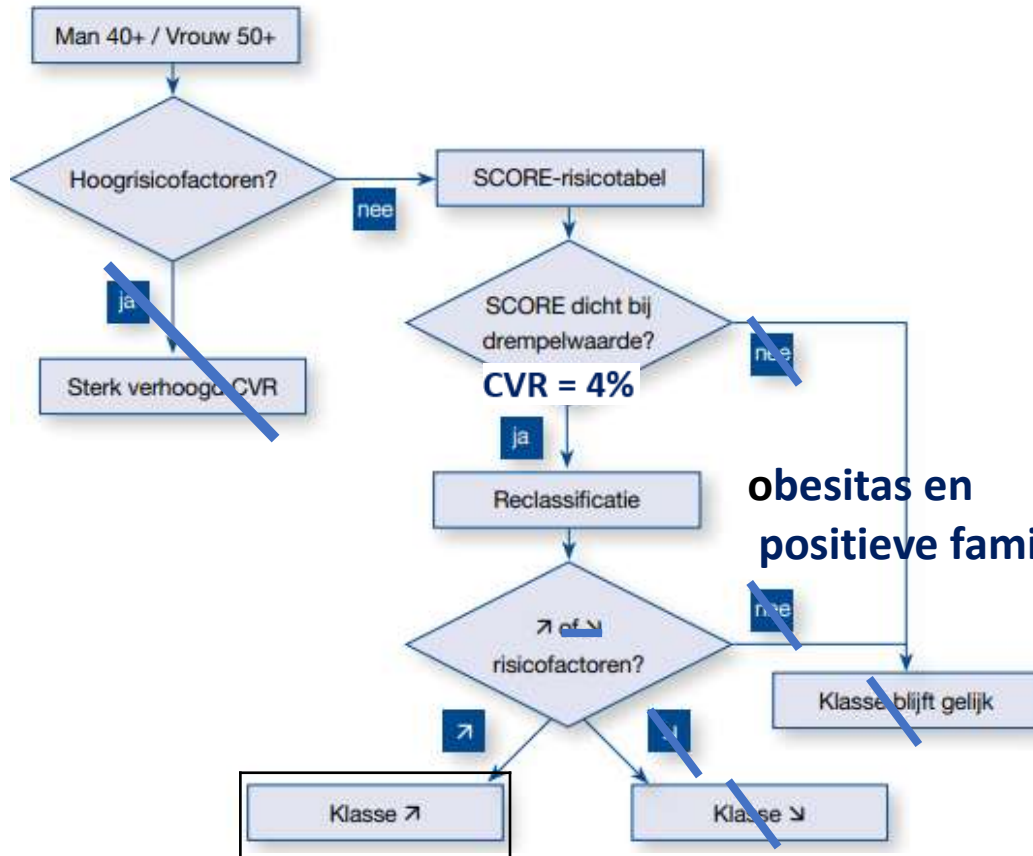 Man 40+ / Vrouw 50+
Hoogrisicofactoren?
nee
SCORE-risicotabel
ja
SCORE dicht bij
drempelwaarde?
nee
CVR = 4%
Sterk verhoogd CVR
ja
Reclassificatie
obesitas en
positieve fami
nee
↗ of ↘
risicofactoren?
Klasse blijft gelijk
↗
↘
Klasse ↗
Klasse ↘